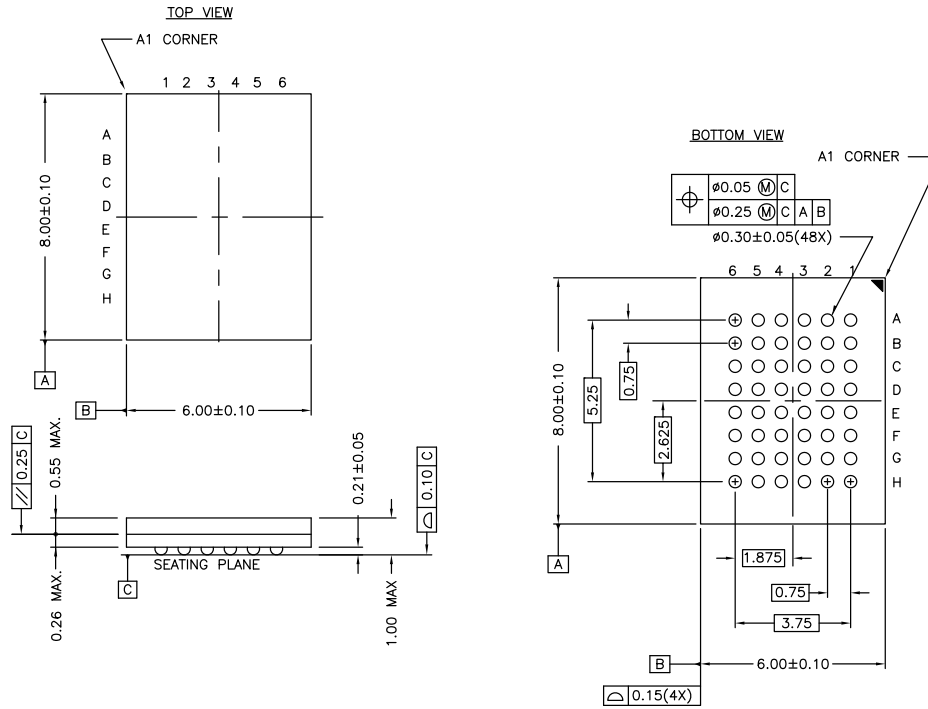 TOP VIEW
A1 CORNER
1 2 3 4 5 6
A
B
C
D
E
F
G
H
8.00±0.10
A
B
6.00±0.10
// 0.25 C
0.55 MAX.
0.26 MAX.
0.21±0.05
⌓ 0.10 C
SEATING PLANE
C
1.00 MAX
BOTTOM VIEW
A1 CORNER
⌖ ø0.05 Ⓜ C
ø0.25 Ⓜ C A B
ø0.30±0.05(48X)
6 5 4 3 2 1
A
B
C
D
E
F
G
H
8.00±0.10
5.25
0.75
2.625
A
1.875
0.75
3.75
B
6.00±0.10
⌓ 0.15(4X)